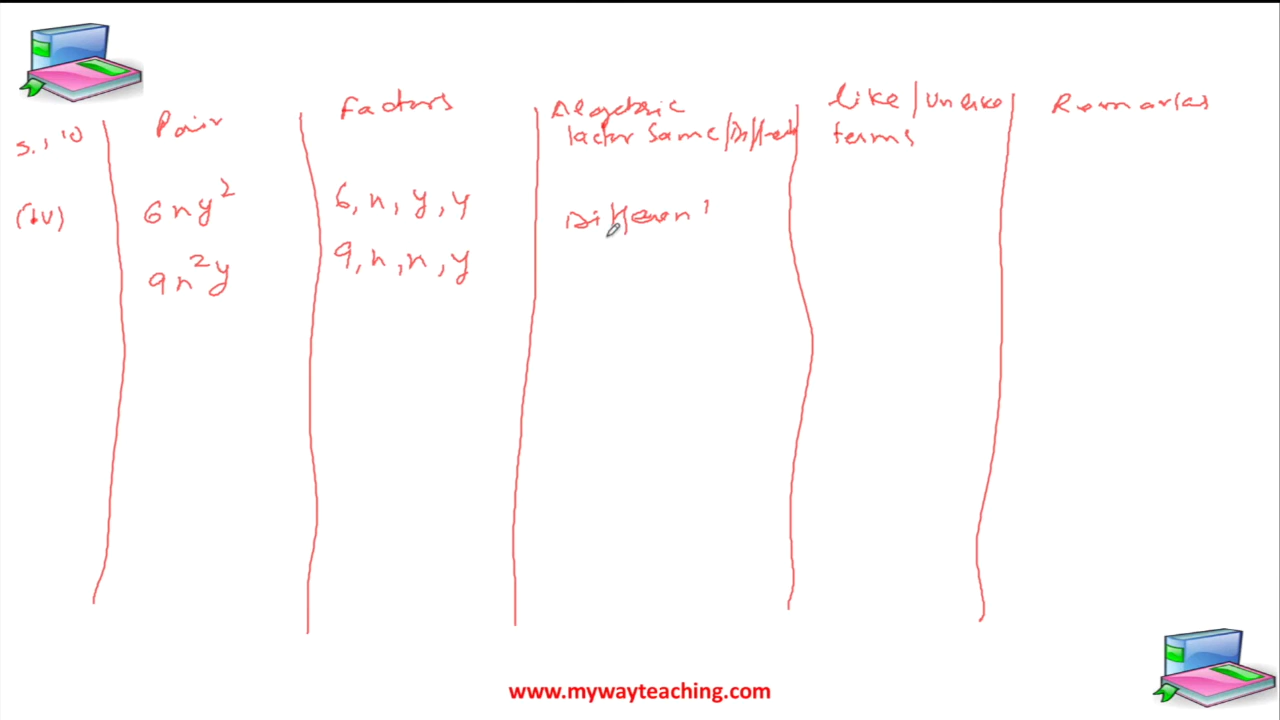 S.No Pair Factors Algebraic factor Same/Different like/Unlike terms Remarks
(iv) 6xy² 6, x, y, y Different
9x²y 9, x, x, y
www.mywayteaching.com